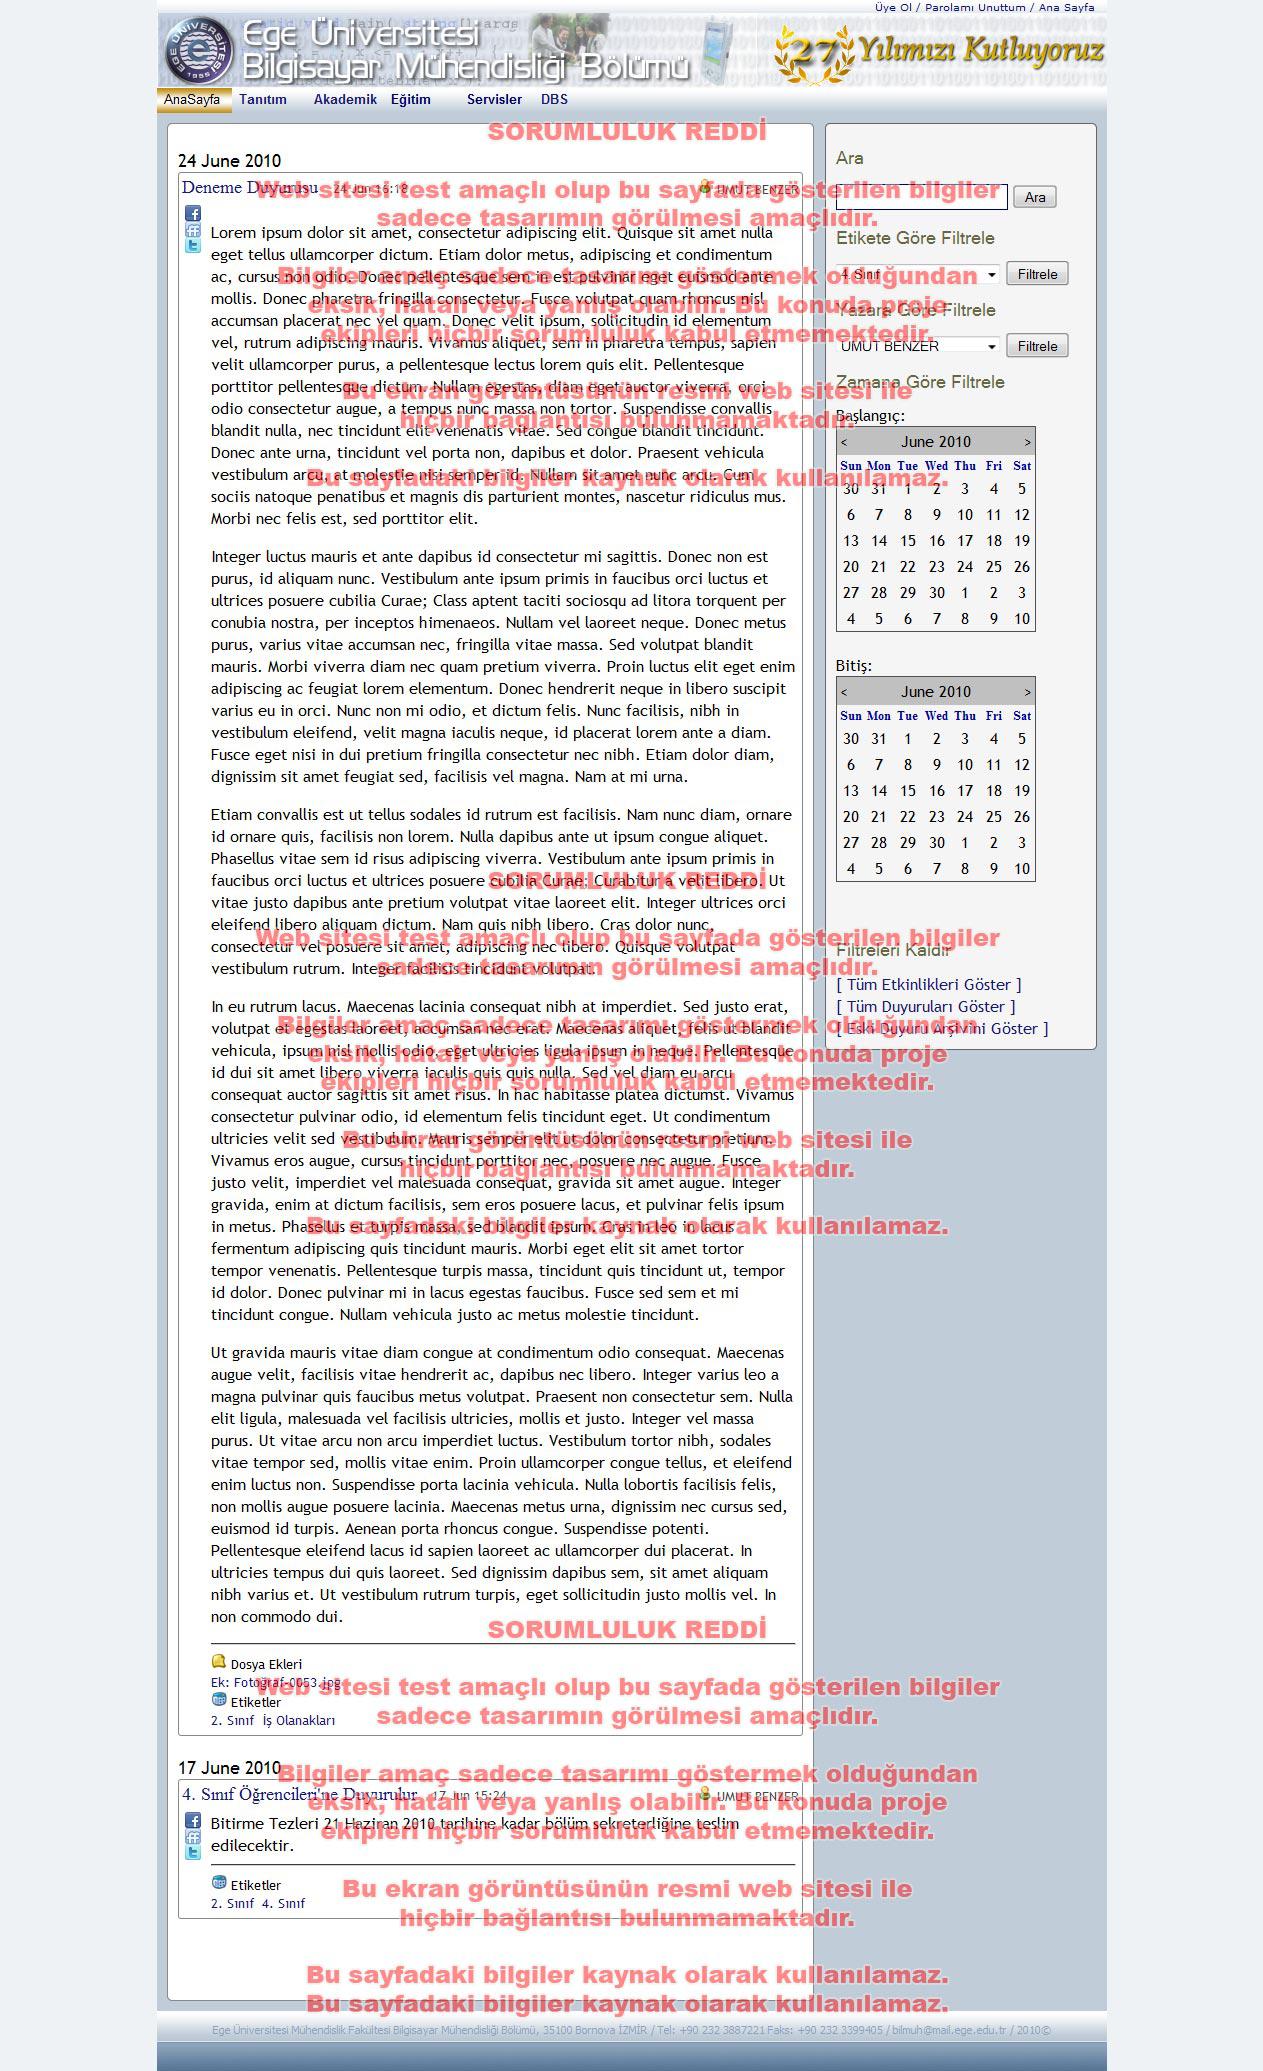 Üye Ol / Parolamı Unuttum / Ana Sayfa
Ege Üniversitesi
Bilgisayar Mühendisliği Bölümü
27 Yılımızı Kutluyoruz
AnaSayfa Tanıtım Akademik Eğitim Servisler DBS
SORUMLULUK REDDİ
24 June 2010
Deneme Duyurusu 24 Jun 16:18 UMUT BENZER
Web sitesi test amaçlı olup bu sayfada gösterilen bilgiler
sadece tasarımın görülmesi amaçlıdır.
Lorem ipsum dolor sit amet, consectetur adipiscing elit. Quisque sit amet nulla
eget tellus ullamcorper dictum. Etiam dolor metus, adipiscing et condimentum
ac, cursus non odio. Donec pellentesque sem in est pulvinar eget euismod ante
mollis. Donec pharetra fringilla consectetur. Fusce volutpat quam rhoncus nisl
accumsan placerat nec vel quam. Donec velit ipsum, sollicitudin id elementum
vel, rutrum adipiscing mauris. Vivamus aliquet, sem in pharetra tempus, sapien
velit ullamcorper purus, a pellentesque lectus lorem quis elit. Pellentesque
porttitor pellentesque dictum. Nullam egestas, diam eget auctor viverra, orci
odio consectetur augue, a tempus nunc massa non tortor. Suspendisse convallis
blandit nulla, nec tincidunt elit venenatis vitae. Sed congue blandit tincidunt.
Donec ante urna, tincidunt vel porta non, dapibus et dolor. Praesent vehicula
vestibulum arcu, at molestie nisi semper id. Nullam sit amet nunc arcu. Cum
sociis natoque penatibus et magnis dis parturient montes, nascetur ridiculus mus.
Morbi nec felis est, sed porttitor elit.
Bilgiler amaç sadece tasarımı göstermek olduğundan
eksik, hatalı veya yanlış olabilir. Bu konuda proje
ekipleri hiçbir sorumluluk kabul etmemektedir.
Bu ekran görüntüsünün resmi web sitesi ile
hiçbir bağlantısı bulunmamaktadır.
Bu sayfadaki bilgiler kaynak olarak kullanılamaz.
Integer luctus mauris et ante dapibus id consectetur mi sagittis. Donec non est
purus, id aliquam nunc. Vestibulum ante ipsum primis in faucibus orci luctus et
ultrices posuere cubilia Curae; Class aptent taciti sociosqu ad litora torquent per
conubia nostra, per inceptos himenaeos. Nullam vel laoreet neque. Donec metus
purus, varius vitae accumsan nec, fringilla vitae massa. Sed volutpat blandit
mauris. Morbi viverra diam nec quam pretium viverra. Proin luctus elit eget enim
adipiscing ac feugiat lorem elementum. Donec hendrerit neque in libero suscipit
varius eu in orci. Nunc non mi odio, et dictum felis. Nunc facilisis, nibh in
vestibulum eleifend, velit magna iaculis neque, id placerat lorem ante a diam.
Fusce eget nisi in dui pretium fringilla consectetur nec nibh. Etiam dolor diam,
dignissim sit amet feugiat sed, facilisis vel magna. Nam at mi urna.
Etiam convallis est ut tellus sodales id rutrum est facilisis. Nam nunc diam, ornare
id ornare quis, facilisis non lorem. Nulla dapibus ante ut ipsum congue aliquet.
Phasellus vitae sem id risus adipiscing viverra. Vestibulum ante ipsum primis in
faucibus orci luctus et ultrices posuere cubilia Curae; Curabitur a velit libero. Ut
vitae justo dapibus ante pretium volutpat vitae laoreet elit. Integer ultrices orci
eleifend libero aliquam dictum. Nam quis nibh libero. Cras dolor nunc,
consectetur vel posuere sit amet, adipiscing nec libero. Quisque volutpat
vestibulum rutrum. Integer facilisis tincidunt volutpat.
SORUMLULUK REDDİ
Web sitesi test amaçlı olup bu sayfada gösterilen bilgiler
sadece tasarımın görülmesi amaçlıdır.
In eu rutrum lacus. Maecenas lacinia consequat nibh at imperdiet. Sed justo erat,
volutpat et egestas laoreet, accumsan nec erat. Maecenas aliquet, felis ut blandit
vehicula, ipsum nisl mollis odio, eget ultricies ligula ipsum in neque. Pellentesque
id dui sit amet libero viverra iaculis quis quis nulla. Sed vel diam eu arcu
consequat auctor sagittis sit amet risus. In hac habitasse platea dictumst. Vivamus
consectetur pulvinar odio, id elementum felis tincidunt eget. Ut condimentum
ultricies velit sed vestibulum. Mauris semper elit ut dolor consectetur pretium.
Vivamus eros augue, cursus tincidunt porttitor nec, posuere nec augue. Fusce
justo velit, imperdiet vel malesuada consequat, gravida sit amet augue. Integer
gravida, enim at dictum facilisis, sem eros posuere lacus, et pulvinar felis ipsum
in metus. Phasellus et turpis massa, sed blandit ipsum. Cras in leo in lacus
fermentum adipiscing quis tincidunt mauris. Morbi eget elit sit amet tortor
tempor venenatis. Pellentesque turpis massa, tincidunt quis tincidunt ut, tempor
id dolor. Donec pulvinar mi in lacus egestas faucibus. Fusce sed sem et mi
tincidunt congue. Nullam vehicula justo ac metus molestie tincidunt.
Bilgiler amaç sadece tasarımı göstermek olduğundan
eksik, hatalı veya yanlış olabilir. Bu konuda proje
ekipleri hiçbir sorumluluk kabul etmemektedir.
Bu ekran görüntüsünün resmi web sitesi ile
hiçbir bağlantısı bulunmamaktadır.
Bu sayfadaki bilgiler kaynak olarak kullanılamaz.
Ut gravida mauris vitae diam congue at condimentum odio consequat. Maecenas
augue velit, facilisis vitae hendrerit ac, dapibus nec libero. Integer varius leo a
magna pulvinar quis faucibus metus volutpat. Praesent non consectetur sem. Nulla
elit ligula, malesuada vel facilisis ultricies, mollis et justo. Integer vel massa
purus. Ut vitae arcu non arcu imperdiet luctus. Vestibulum tortor nibh, sodales
vitae tempor sed, mollis vitae enim. Proin ullamcorper congue tellus, et eleifend
enim luctus non. Suspendisse porta lacinia vehicula. Nulla lobortis facilisis felis,
non mollis augue posuere lacinia. Maecenas metus urna, dignissim nec cursus sed,
euismod id turpis. Aenean porta rhoncus congue. Suspendisse potenti.
Pellentesque eleifend lacus id sapien laoreet ac ullamcorper dui placerat. In
ultricies tempus dui quis laoreet. Sed dignissim dapibus sem, sit amet aliquam
nibh varius et. Ut vestibulum rutrum turpis, eget sollicitudin justo mollis vel. In
non commodo dui.
SORUMLULUK REDDİ
Dosya Ekleri
Ek: Fotoğraf-0053.jpg
Etiketler
2. Sınıf İş Olanakları
Web sitesi test amaçlı olup bu sayfada gösterilen bilgiler
sadece tasarımın görülmesi amaçlıdır.
17 June 2010
4. Sınıf Öğrencileri'ne Duyurulur 17 Jun 15:24 UMUT BENZER
Bitirme Tezleri 21 Haziran 2010 tarihine kadar bölüm sekreterliğine teslim
edilecektir.
Etiketler
2. Sınıf 4. Sınıf
Bilgiler amaç sadece tasarımı göstermek olduğundan
eksik, hatalı veya yanlış olabilir. Bu konuda proje
ekipleri hiçbir sorumluluk kabul etmemektedir.
Bu ekran görüntüsünün resmi web sitesi ile
hiçbir bağlantısı bulunmamaktadır.
Bu sayfadaki bilgiler kaynak olarak kullanılamaz.
Bu sayfadaki bilgiler kaynak olarak kullanılamaz.
Ara
Ara
Etikete Göre Filtrele
4. Sınıf Filtrele
Yazara Göre Filtrele
UMUT BENZER Filtrele
Zamana Göre Filtrele
Başlangıç:
< June 2010 >
Sun Mon Tue Wed Thu Fri Sat
30 31 1 2 3 4 5
6 7 8 9 10 11 12
13 14 15 16 17 18 19
20 21 22 23 24 25 26
27 28 29 30 1 2 3
4 5 6 7 8 9 10
Bitiş:
< June 2010 >
Sun Mon Tue Wed Thu Fri Sat
30 31 1 2 3 4 5
6 7 8 9 10 11 12
13 14 15 16 17 18 19
20 21 22 23 24 25 26
27 28 29 30 1 2 3
4 5 6 7 8 9 10
Filtreleri Kaldır
[ Tüm Etkinlikleri Göster ]
[ Tüm Duyuruları Göster ]
[ Eski Duyuru Arşivini Göster ]
Ege Üniversitesi Mühendislik Fakültesi Bilgisayar Mühendisliği Bölümü, 35100 Bornova İZMİR / Tel: +90 232 3887221 Faks: +90 232 3399405 / bilmuh@mail.ege.edu.tr / 2010©